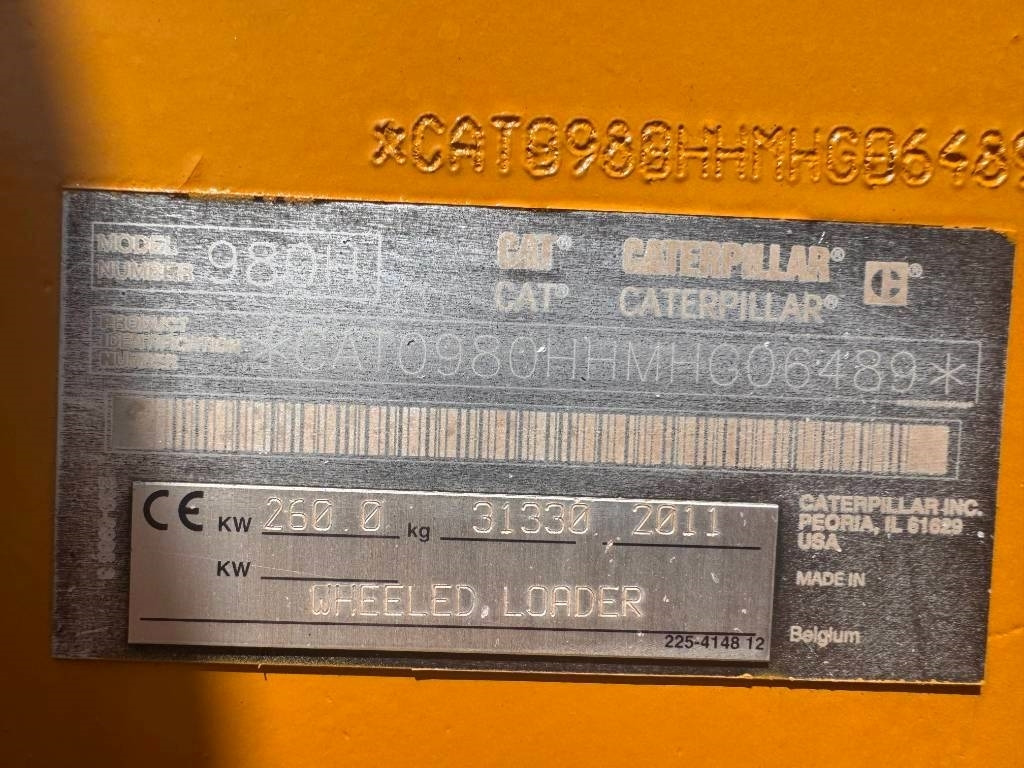 *CAT0980HHMHG06489
MODEL NUMBER 980H
CAT® CATERPILLAR® C®
CAT® CATERPILLAR®
PRODUCT IDENTIFICATION NUMBER *CAT0980HHMHG06489*
CE KW 260.0 kg 31330 2011
KW
WHEELED LOADER
225-4148 12
CATERPILLAR INC.
PEORIA, IL 61629
USA
MADE IN
Belgium